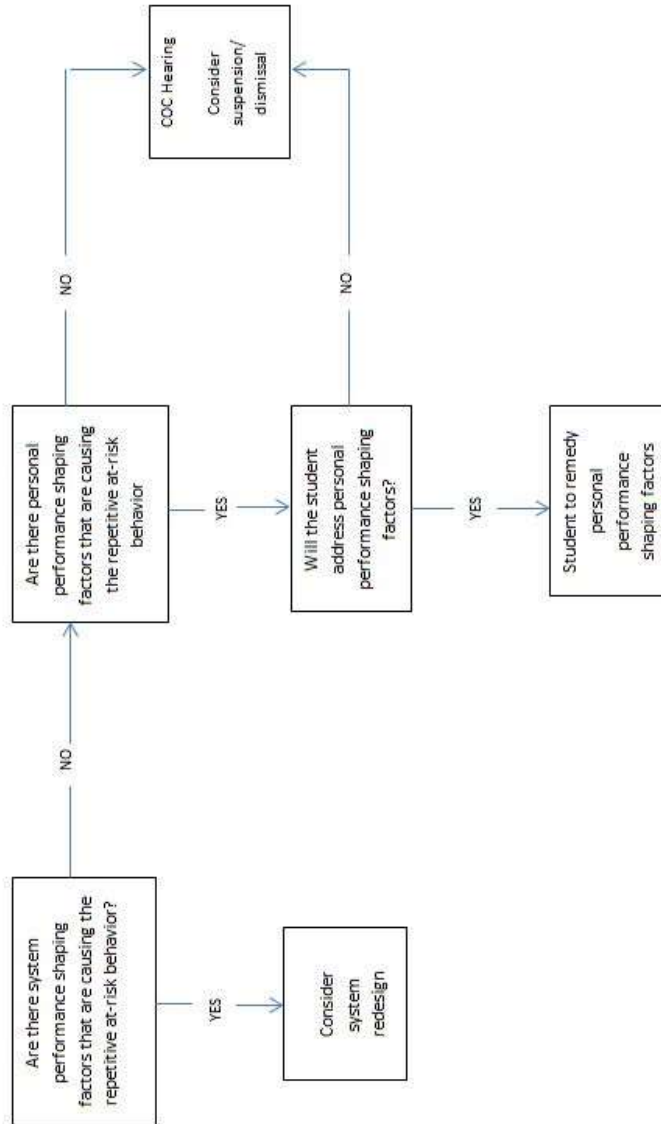 Are there system
performance shaping
factors that are causing the
repetitive at-risk behavior?
NO
YES
Consider
system
redesign
Are there personal
performance shaping
factors that are causing
the repetitive at-risk
behavior
NO
YES
Will the student
address personal
performance shaping
factors?
NO
YES
Student to remedy
personal
performance
shaping factors
COC Hearing
Consider
suspension/
dismissal